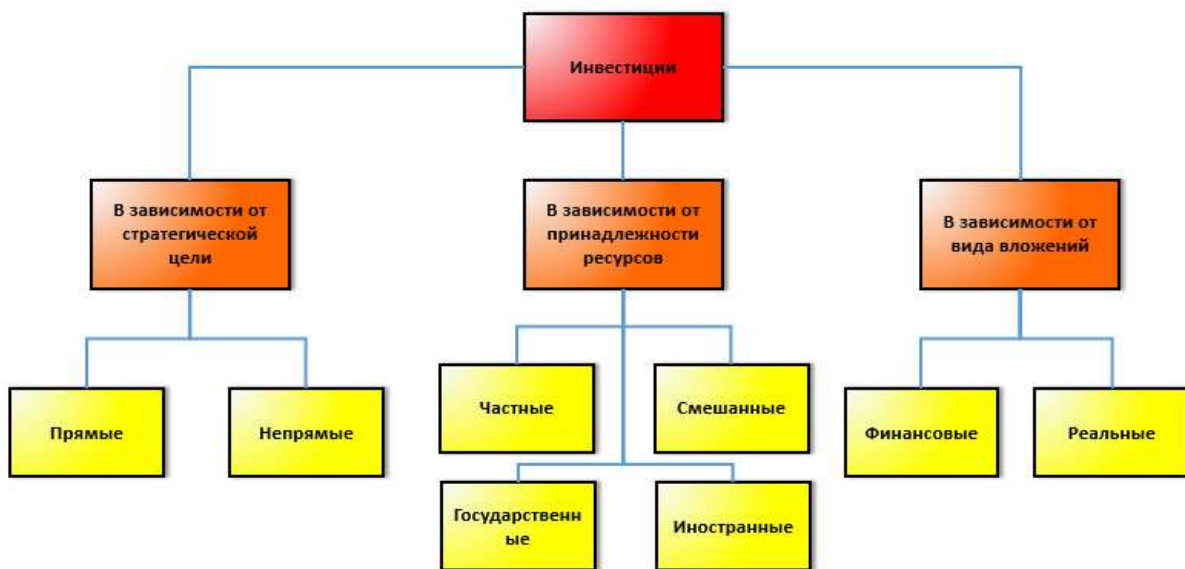 Инвестиции
В зависимости от
стратегической
цели
В зависимости от
принадлежности
ресурсов
В зависимости от
вида вложений
Прямые
Непрямые
Частные
Смешанные
Финансовые
Реальные
Государственн
ые
Иностранные